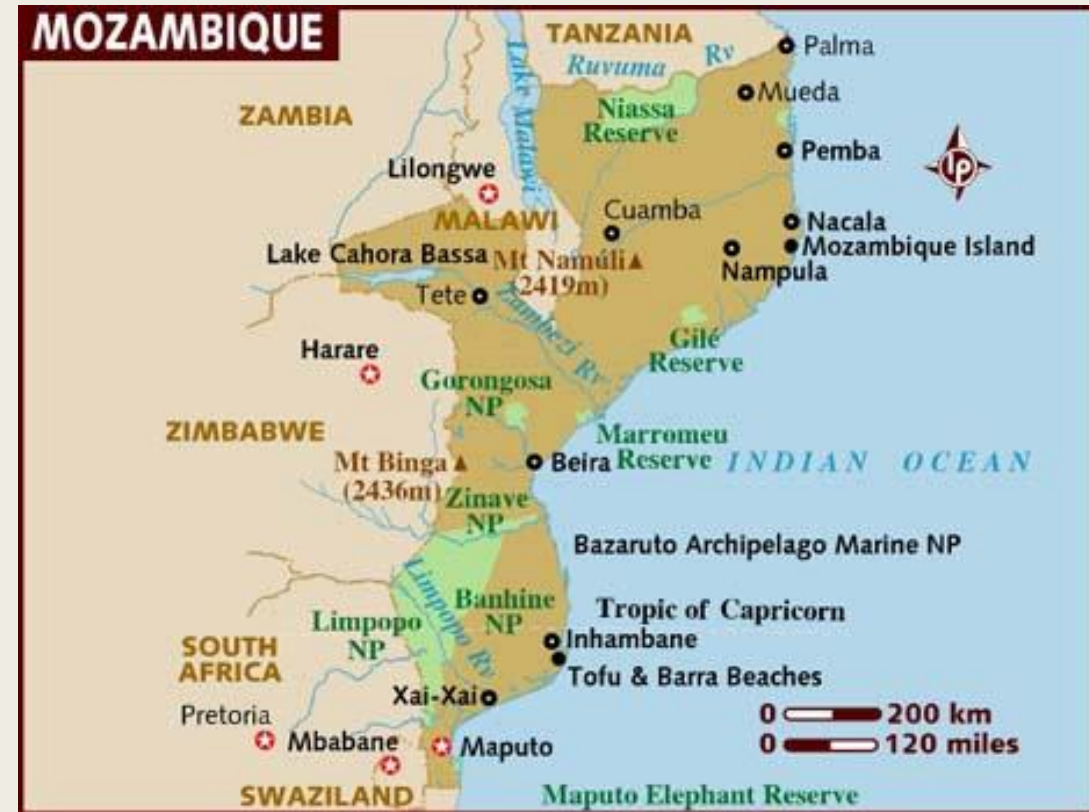 MOZAMBIQUE
TANZANIA
Ruvuma Rv
Palma
Mueda
Lake Malawi
Niassa
Reserve
ZAMBIA
Pemba
Lilongwe
lp
Cuamba
MALAWI
Nacala
Mozambique Island
Lake Cahora Bassa
Mt Namúli
(2419m)
Nampula
Tete
Zambezi Rv
Gilé
Reserve
Harare
Gorongosa
NP
ZIMBABWE
Marromeu
Reserve
Mt Binga
(2436m)
Beira
INDIAN OCEAN
Zinave
NP
Bazaruto Archipelago Marine NP
Limpopo Rv
Banhine
NP
Tropic of Capricorn
Limpopo
NP
Inhambane
SOUTH
AFRICA
Tofu & Barra Beaches
Xai-Xai
Pretoria
0 200 km
0 120 miles
Mbabane
Maputo
SWAZILAND
Maputo Elephant Reserve